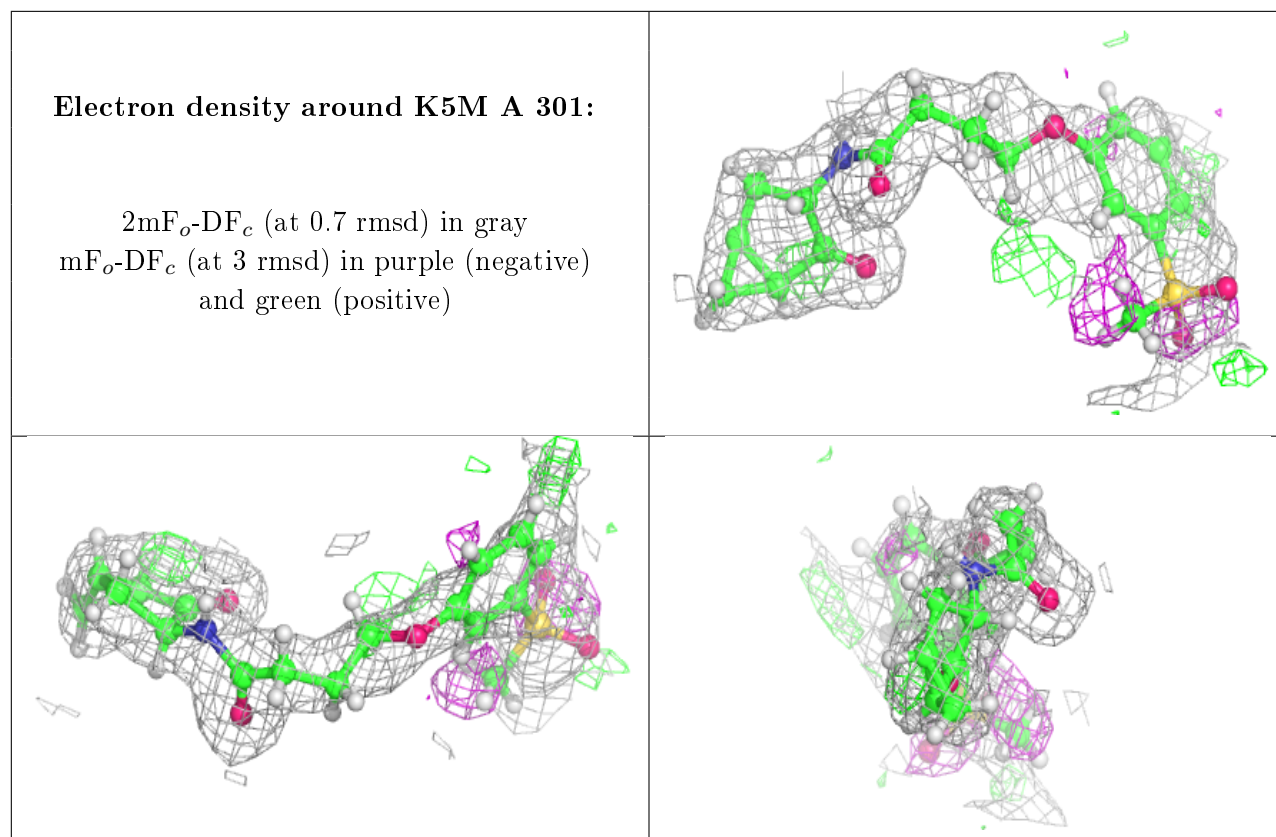 Electron density around K5M A 301:
2mFo-DFc (at 0.7 rmsd) in gray
mFo-DFc (at 3 rmsd) in purple (negative)
and green (positive)